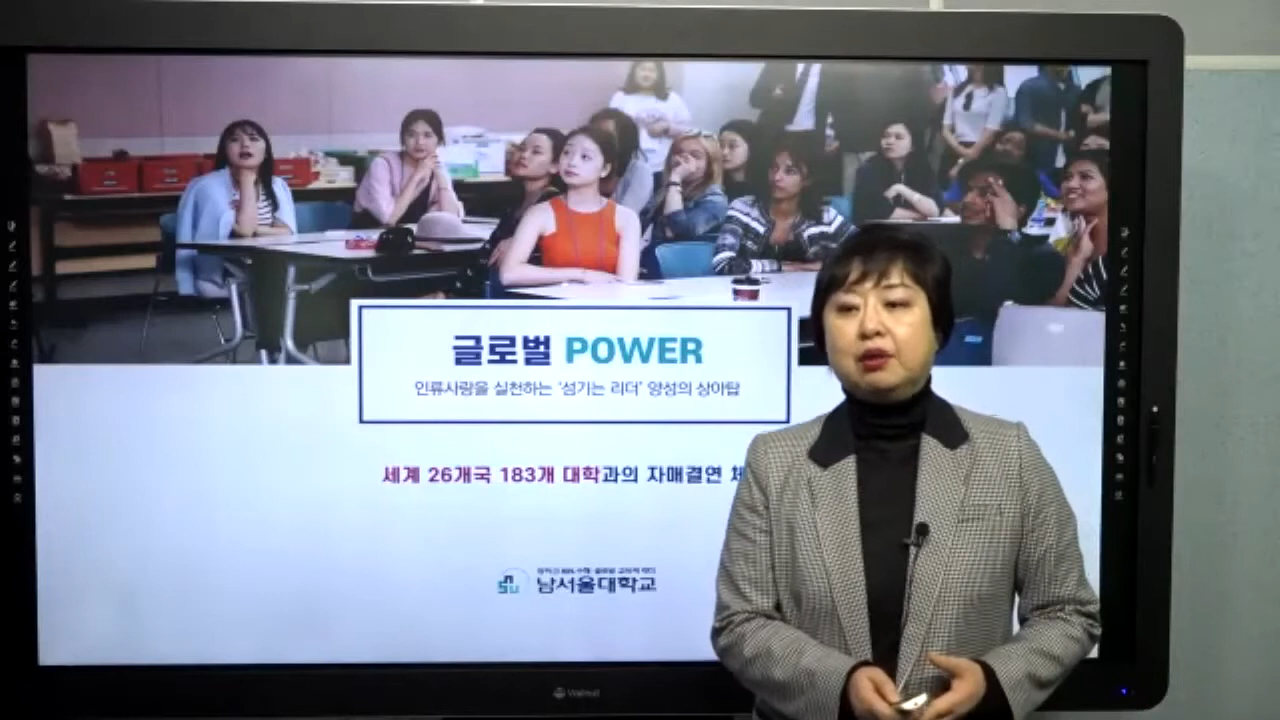 글로벌 POWER
인류사랑을 실천하는 '섬기는 리더' 양성의 상아탑
세계 26개국 183개 대학과의 자매결연 체
남서울대학교